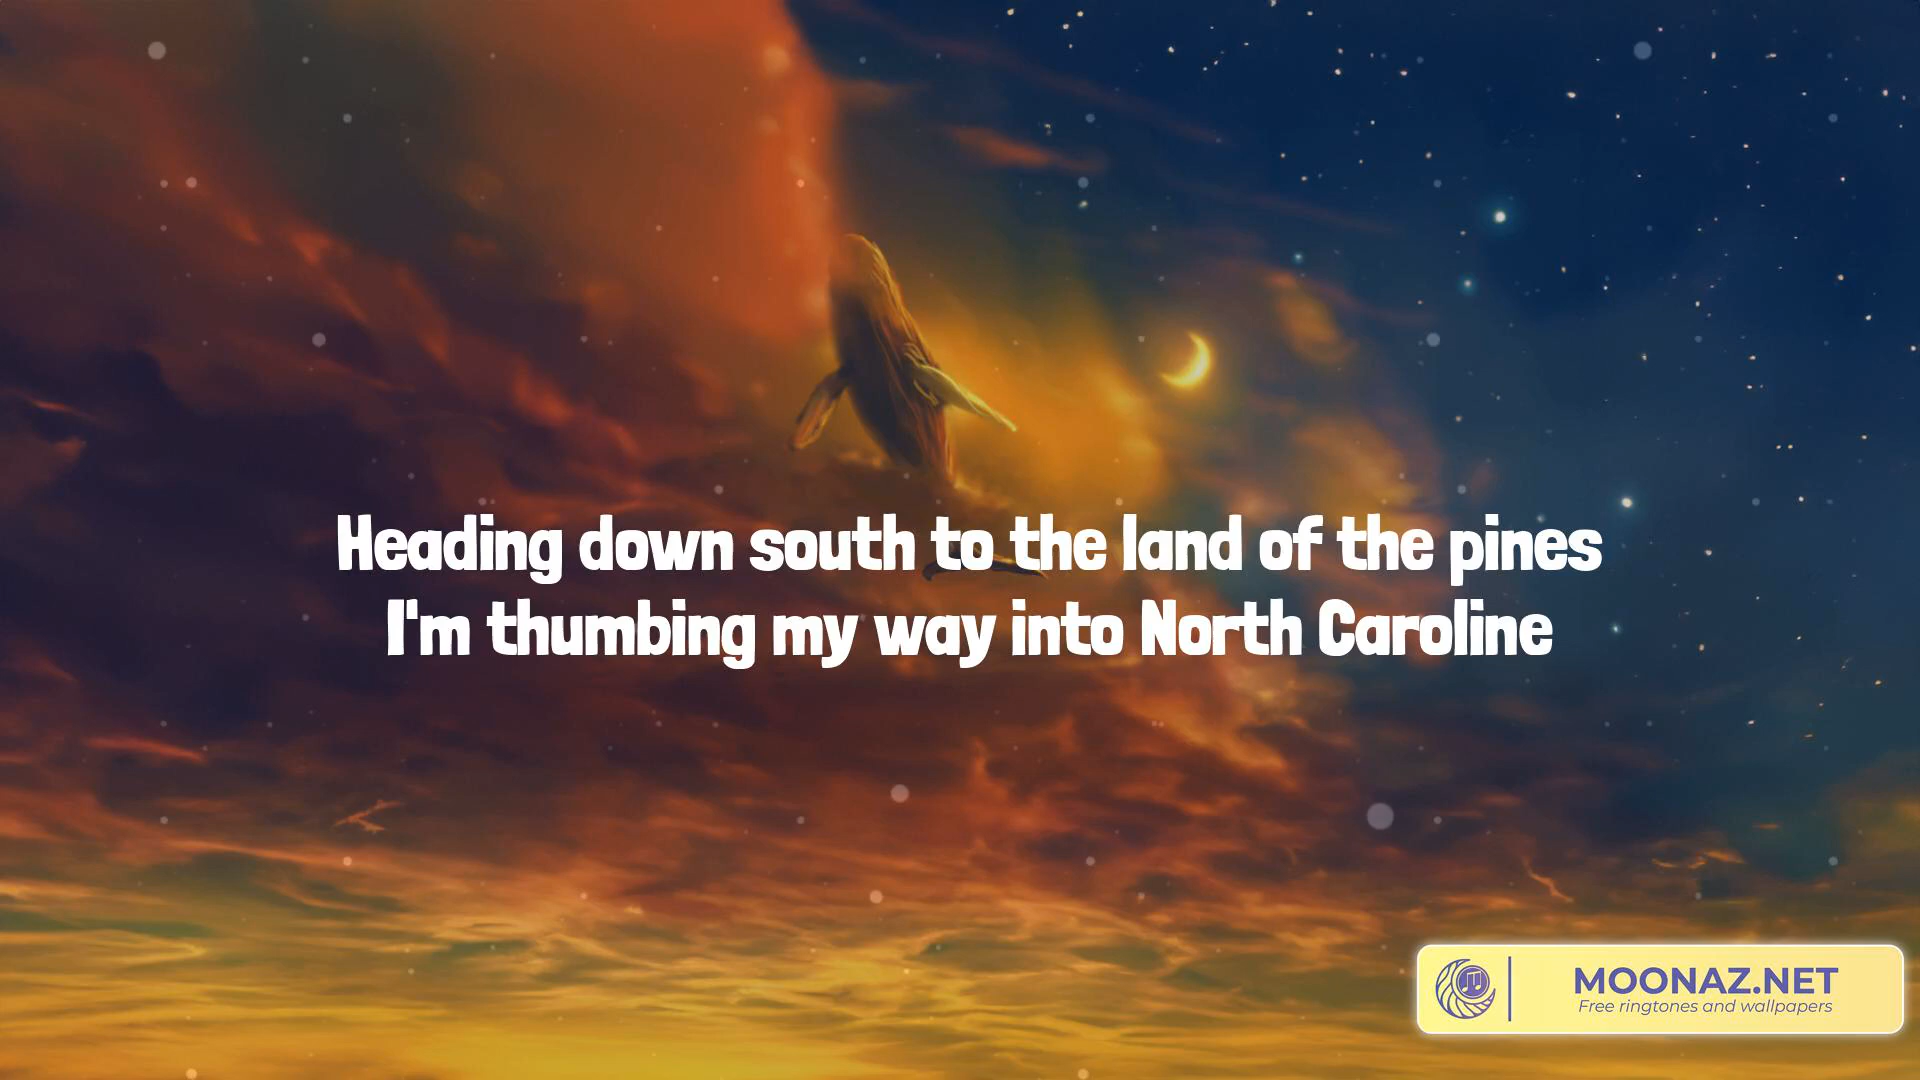 Heading down south to the land of the pines
I'm thumbing my way into North Caroline
MOONAZ.NET
Free ringtones and wallpapers